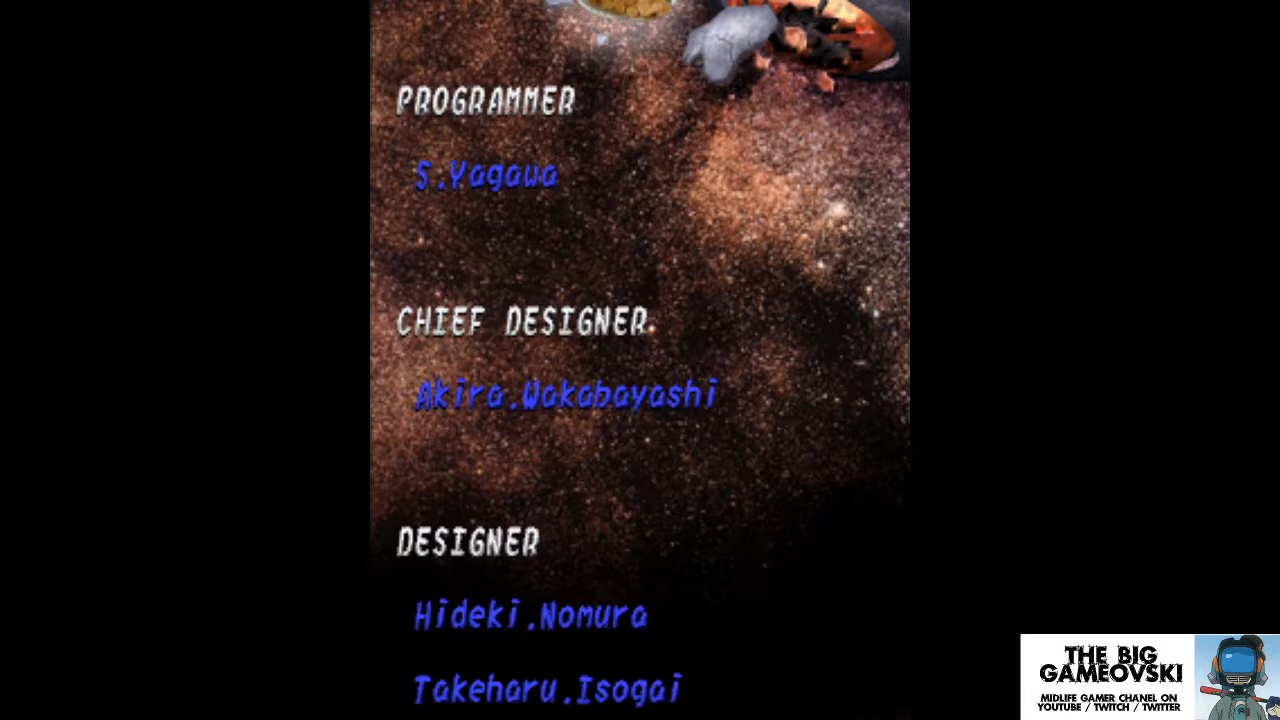 PROGRAMMER
S.Yagawa
CHIEF DESIGNER
Akira.Wakabayashi
DESIGNER
Hideki.Nomura
Takeharu.Isogai
THE BIG
GAMEOVSKI
MIDLIFE GAMER CHANEL ON
YOUTUBE / TWITCH / TWITTER